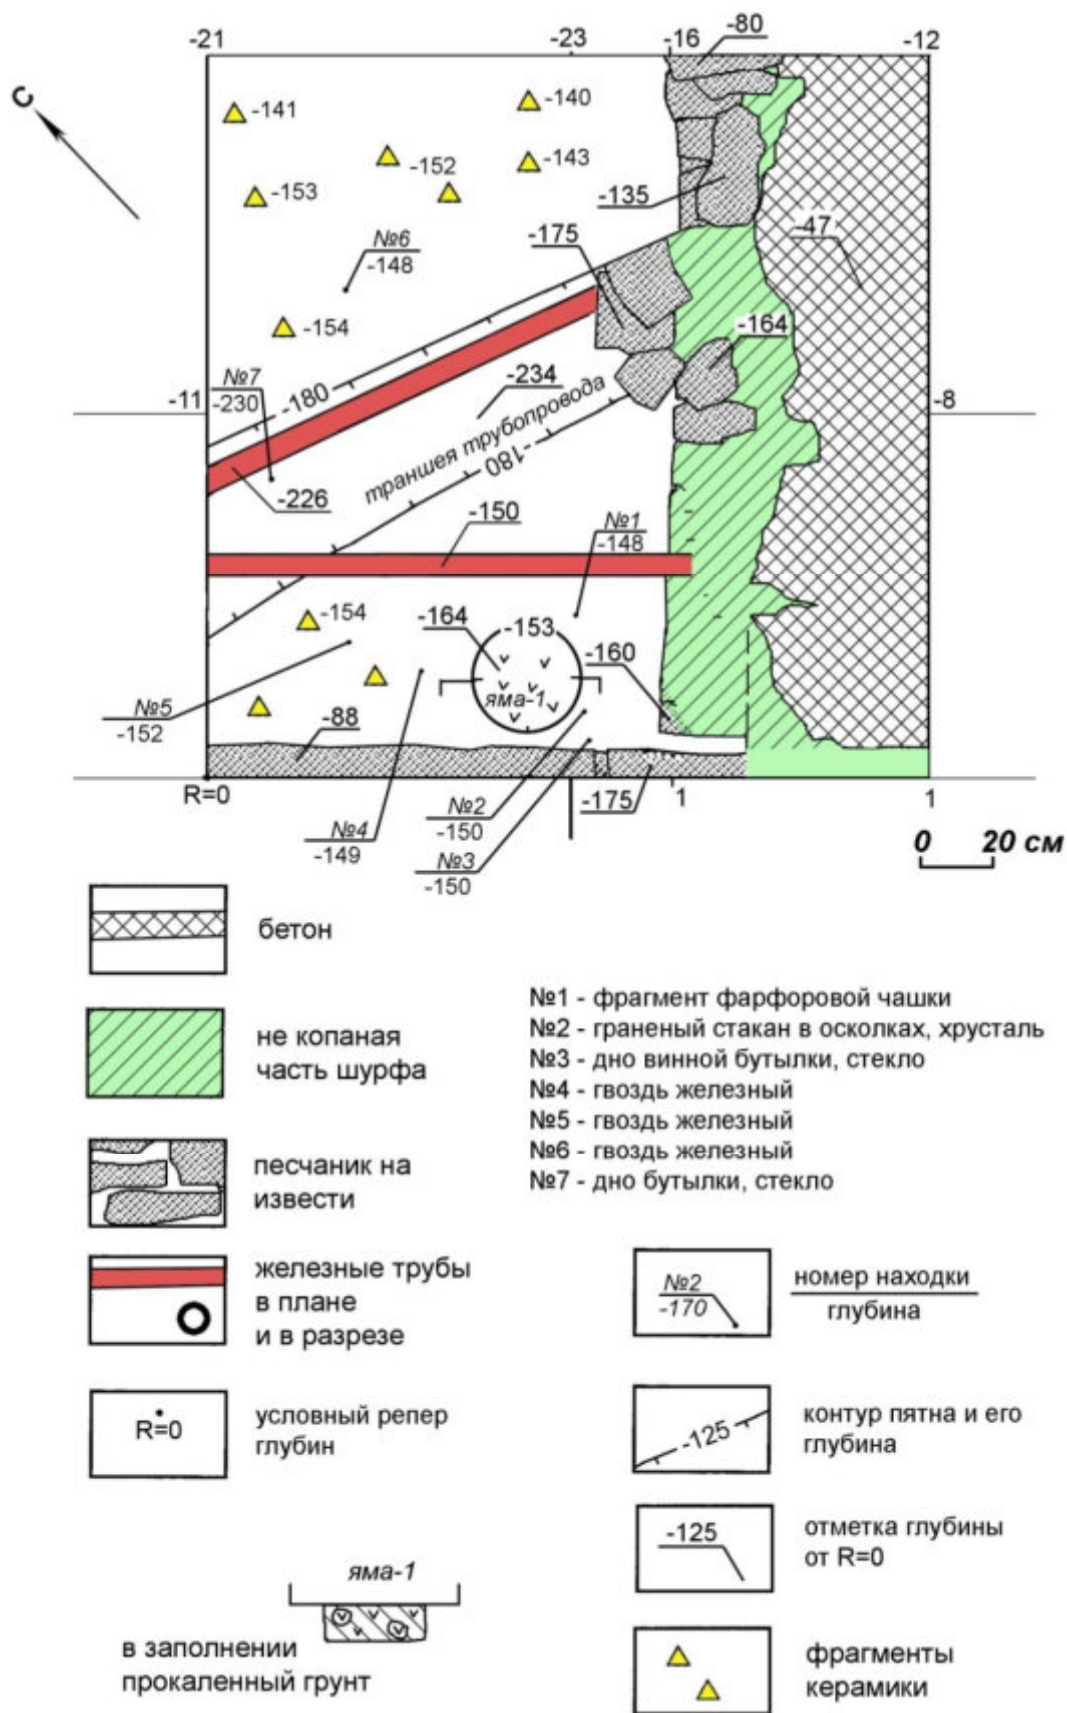 -80
-21
-23
-16
-12
С
-141
-140
-152
-143
-153
-135
-47
№6
-148
-175
-154
-164
№7
-230
-180
-234
-11
-8
траншея трубопровода
-180
-226
-150
№1
-148
-154
-164
-153
-160
яма-1
№5
-152
-88
R=0
№2
-150
-175
1
1
№4
-149
№3
-150
0 20 см
бетон
не копаная
часть шурфа
песчаник на
извести
железные трубы
в плане
и в разрезе
R=0
условный репер
глубин
яма-1
в заполнении
прокаленный грунт
№1 - фрагмент фарфоровой чашки
№2 - граненый стакан в осколках, хрусталь
№3 - дно винной бутылки, стекло
№4 - гвоздь железный
№5 - гвоздь железный
№6 - гвоздь железный
№7 - дно бутылки, стекло
№2
-170
номер находки
глубина
-125
контур пятна и его
глубина
-125
отметка глубины
от R=0
фрагменты
керамики